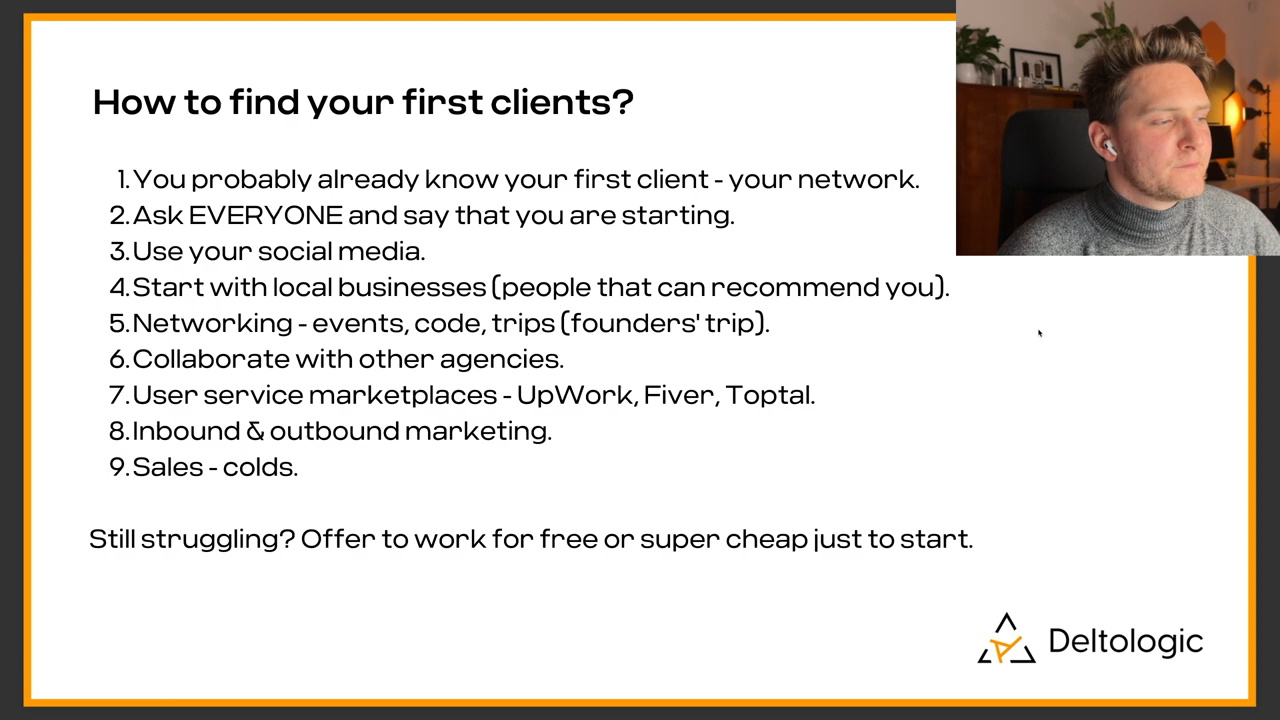 How to find your first clients?
1. You probably already know your first client - your network.
2. Ask EVERYONE and say that you are starting.
3. Use your social media.
4. Start with local businesses (people that can recommend you).
5. Networking - events, code, trips (founders' trip).
6. Collaborate with other agencies.
7. User service marketplaces - UpWork, Fiver, Toptal.
8. Inbound & outbound marketing.
9. Sales - colds.
Still struggling? Offer to work for free or super cheap just to start.
Deltologic